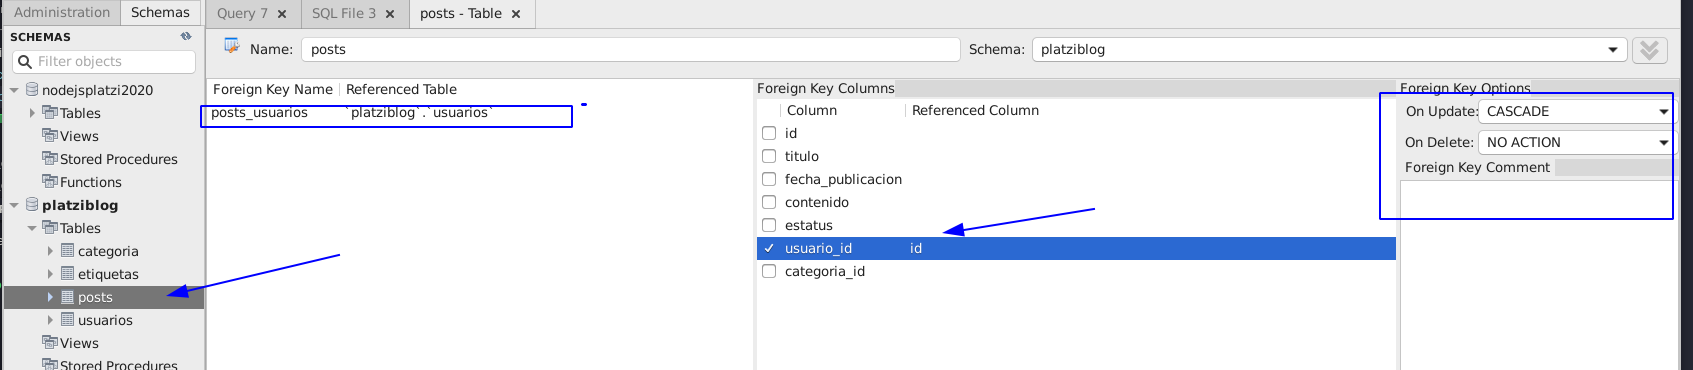 Administration Schemas
SCHEMAS
Filter objects
nodejsplatzi2020
Tables
Views
Stored Procedures
Functions
platziblog
Tables
categoria
etiquetas
posts
usuarios
Views
Stored Procedures
Query 7 SQL File 3 posts - Table
Name: posts Schema: platziblog
Foreign Key Name Referenced Table
posts_usuarios `platziblog`.`usuarios`
Foreign Key Columns
Column Referenced Column
id
titulo
fecha_publicacion
contenido
estatus
usuario_id id
categoria_id
Foreign Key Options
On Update: CASCADE
On Delete: NO ACTION
Foreign Key Comment